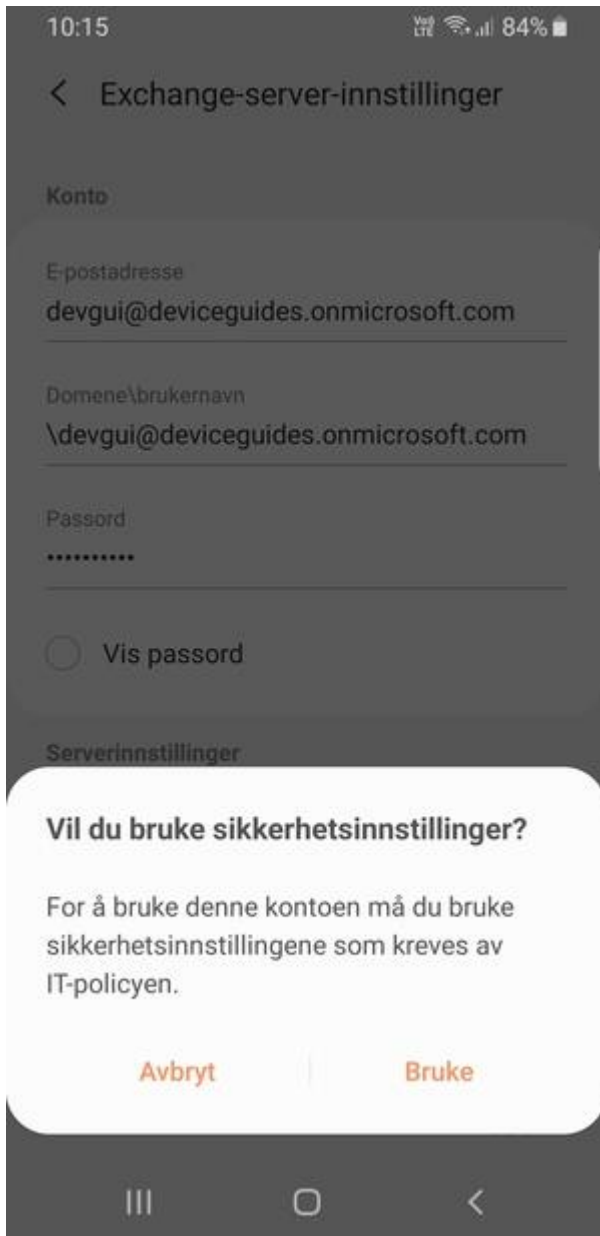 10:15 Vo) LTE 84%
Exchange-server-innstillinger
Konto
E-postadresse
devgui@deviceguides.onmicrosoft.com
Domene\brukernavn
\devgui@deviceguides.onmicrosoft.com
Passord
••••••••••
Vis passord
Serverinnstillinger
Vil du bruke sikkerhetsinnstillinger?
For å bruke denne kontoen må du bruke
sikkerhetsinnstillingene som kreves av
IT-policyen.
Avbryt Bruke